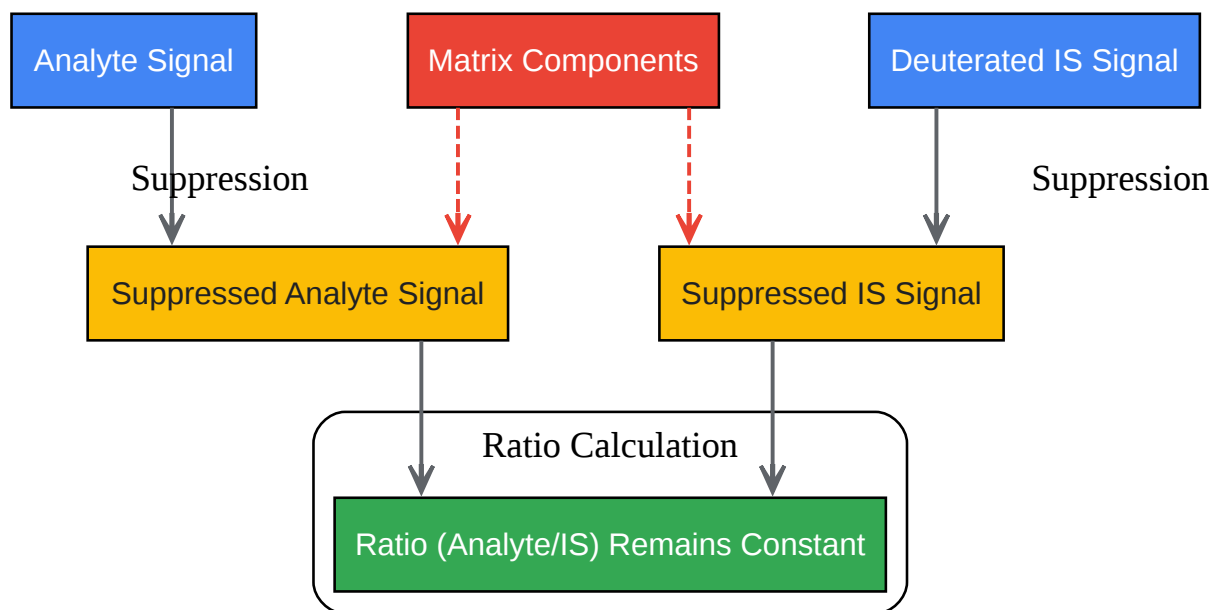 Analyte Signal
Matrix Components
Deuterated IS Signal
Suppression
Suppression
Suppressed Analyte Signal
Suppressed IS Signal
Ratio Calculation
Ratio (Analyte/IS) Remains Constant